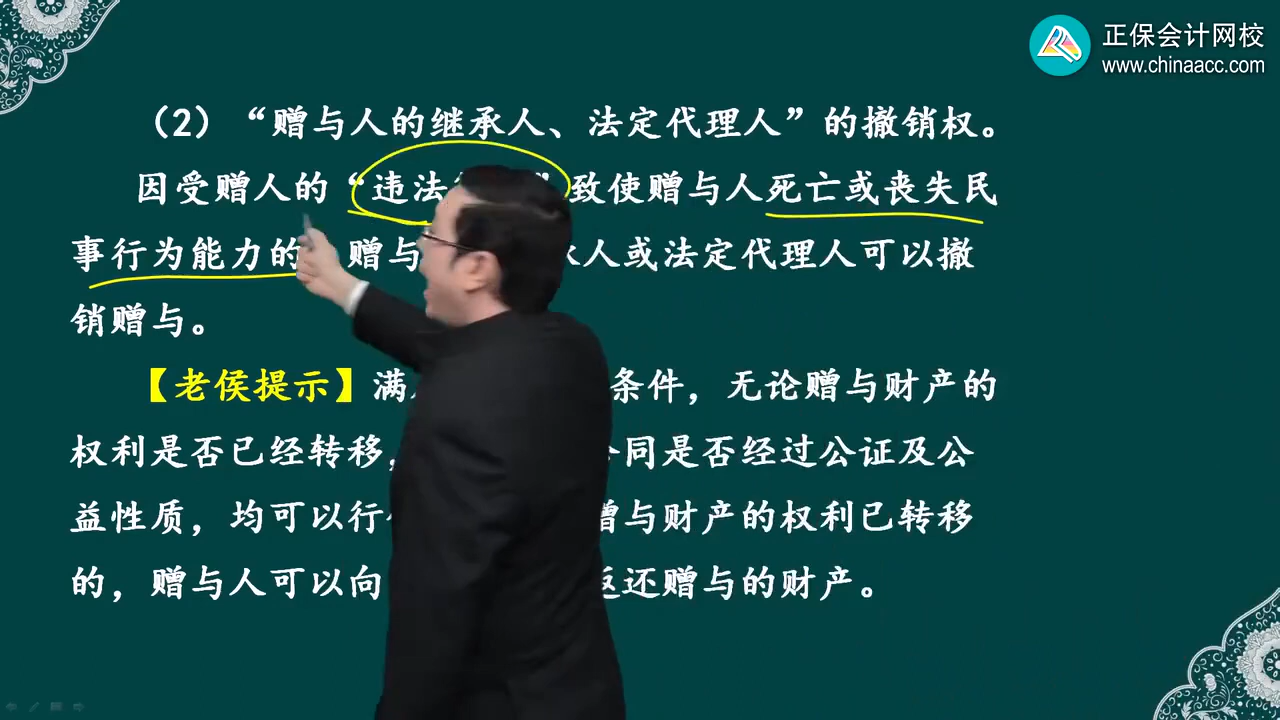 正保会计网校
www.chinaacc.com
（2）“赠与人的继承人、法定代理人”的撤销权。
因受赠人的“违法 ”致使赠与人死亡或丧失民
事行为能力的 赠与 人或法定代理人可以撤
销赠与。
【老侯提示】满 条件，无论赠与财产的
权利是否已经转移， 同是否经过公证及公
益性质，均可以行 赠与财产的权利已转移
的，赠与人可以向 返还赠与的财产。